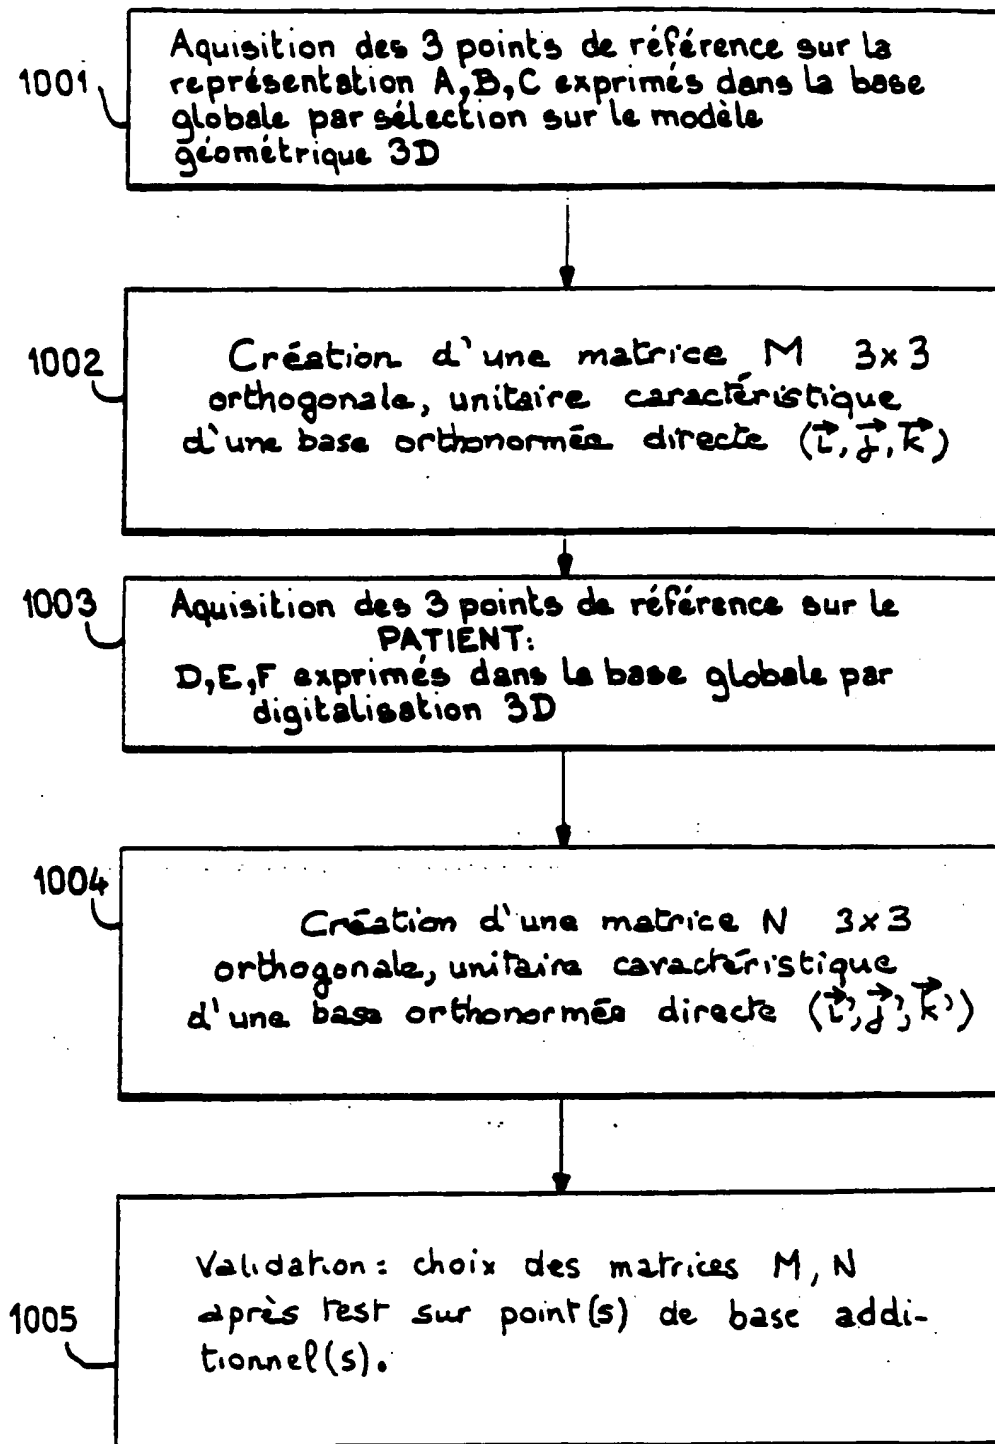 1001
Aquisition des 3 points de référence sur la
représentation A,B,C exprimés dans la base
globale par sélection sur le modèle
géométrique 3D
1002
Création d'une matrice M 3x3
orthogonale, unitaire caractéristique
d'une base orthonormée directe (i⃗, j⃗, k⃗)
1003
Aquisition des 3 points de référence sur le
PATIENT:
D,E,F exprimés dans la base globale par
digitalisation 3D
1004
Création d'une matrice N 3x3
orthogonale, unitaire caractéristique
d'une base orthonormée directe (i⃗', j⃗', k⃗')
1005
Validation : choix des matrices M, N
après test sur point(s) de base addi-
tionnel(s).